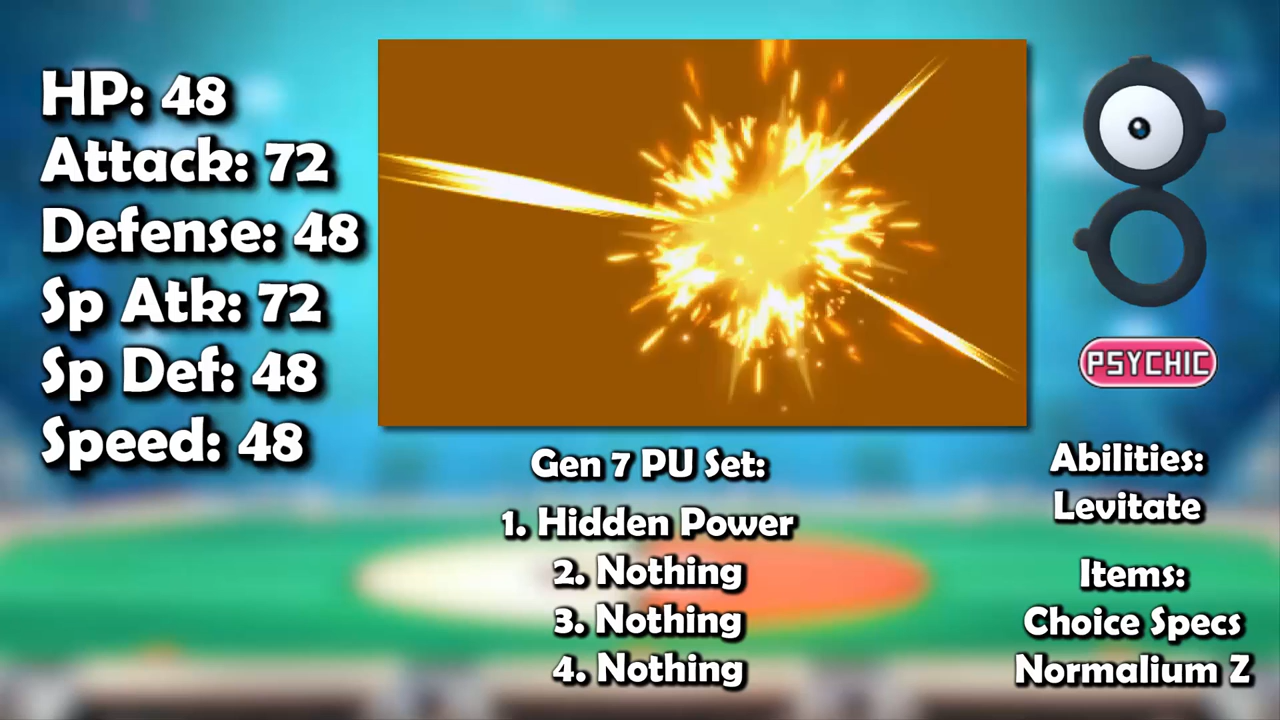 HP: 48
Attack: 72
Defense: 48
Sp Atk: 72
Sp Def: 48
Speed: 48
PSYCHIC
Gen 7 PU Set:
1. Hidden Power
2. Nothing
3. Nothing
4. Nothing
Abilities:
Levitate
Items:
Choice Specs
Normalium Z